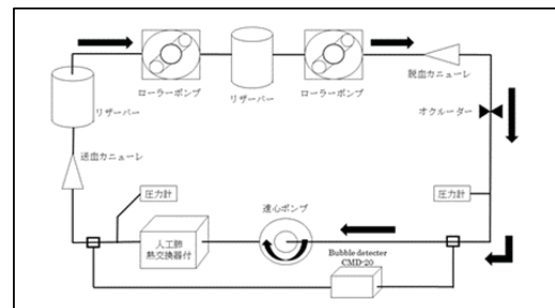 ローラーポンプ
リザーバー
ローラーポンプ
脱血カニューレ
リザーバー
オクルーダー
送血カニューレ
圧力計
遠心ポンプ
圧力計
人工肺
熱交換器付
Bubble detecter
CMD-20